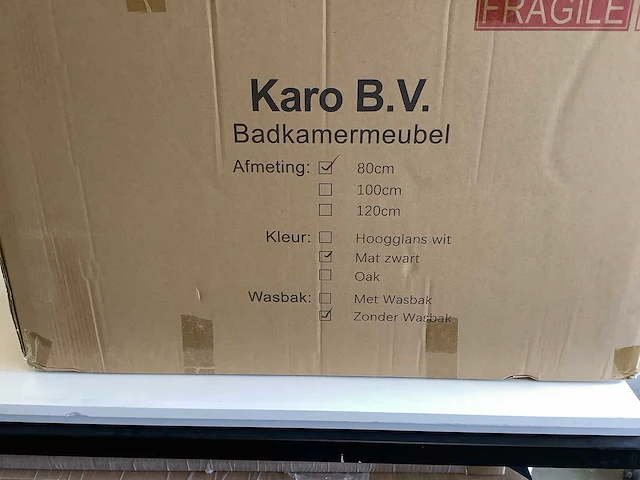 FRAGILE
Karo B.V.
Badkamermeubel
Afmeting: ☑ 80cm
☐ 100cm
☐ 120cm
Kleur: ☐ Hoogglans wit
☑ Mat zwart
☐ Oak
Wasbak: ☐ Met Wasbak
☑ Zonder Wasbak